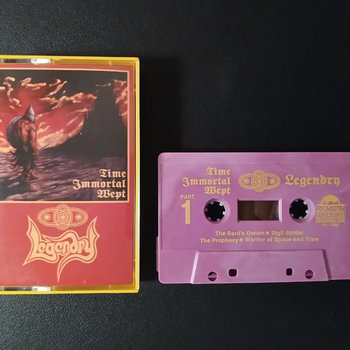 Time
Immortal
Wept
Legendry
Time
Immortal
Wept
Legendry
PART
1
The Bard's Dream • Sigil Strider
The Prophecy • Warrior of Space and Time